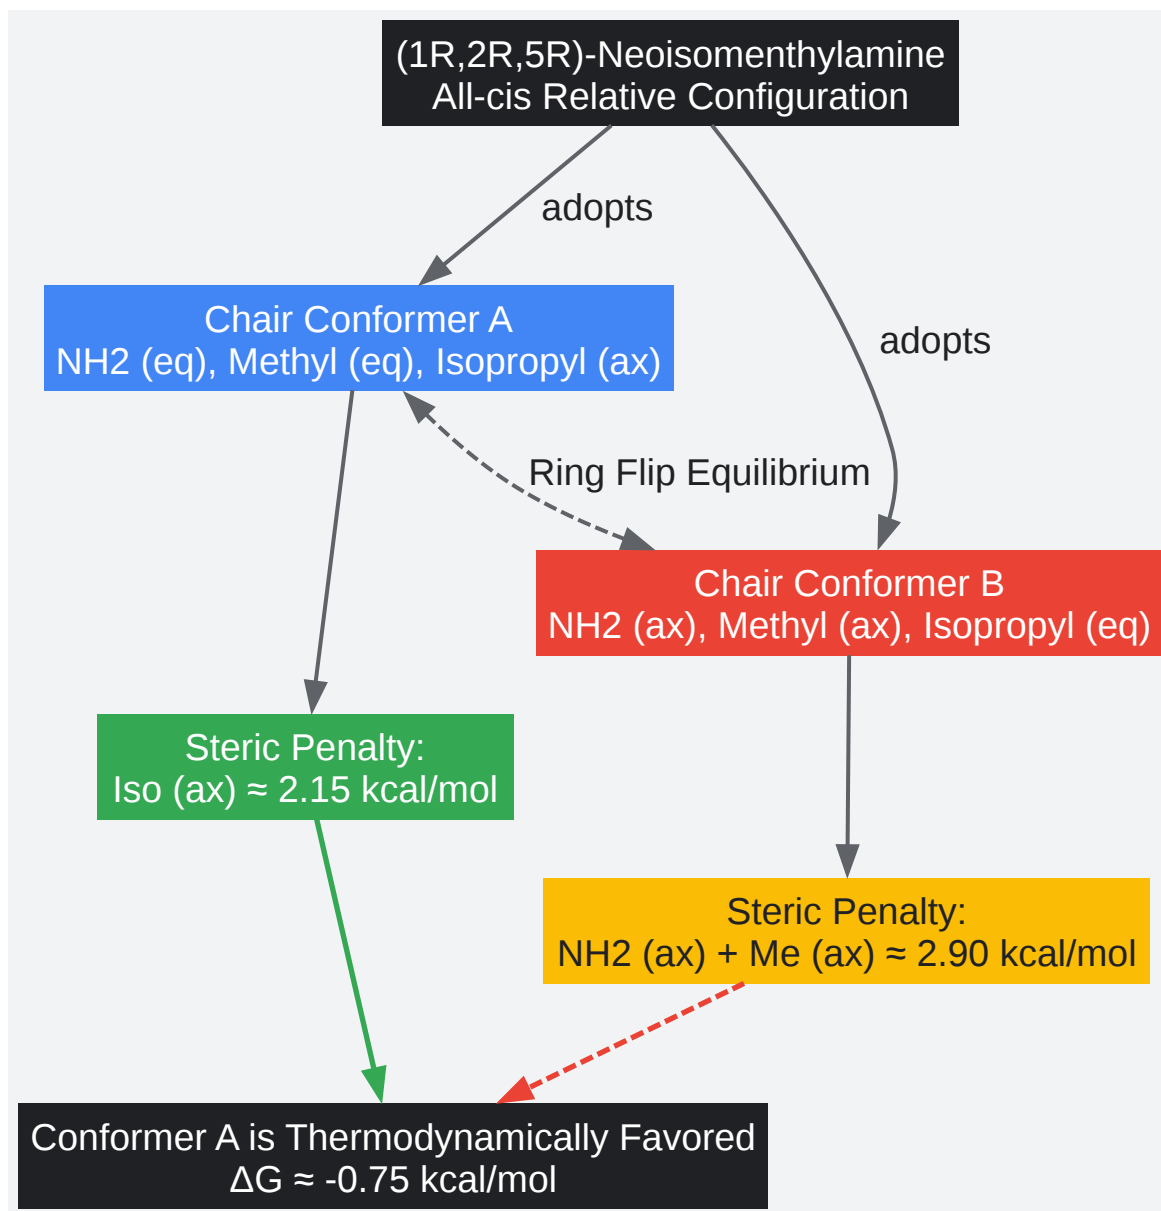 (1R,2R,5R)-Neoisomenthylamine
All-cis Relative Configuration
adopts
Chair Conformer A
NH2 (eq), Methyl (eq), Isopropyl (ax)
adopts
Ring Flip Equilibrium
Chair Conformer B
NH2 (ax), Methyl (ax), Isopropyl (eq)
Steric Penalty:
Iso (ax) ≈ 2.15 kcal/mol
Steric Penalty:
NH2 (ax) + Me (ax) ≈ 2.90 kcal/mol
Conformer A is Thermodynamically Favored
ΔG ≈ -0.75 kcal/mol